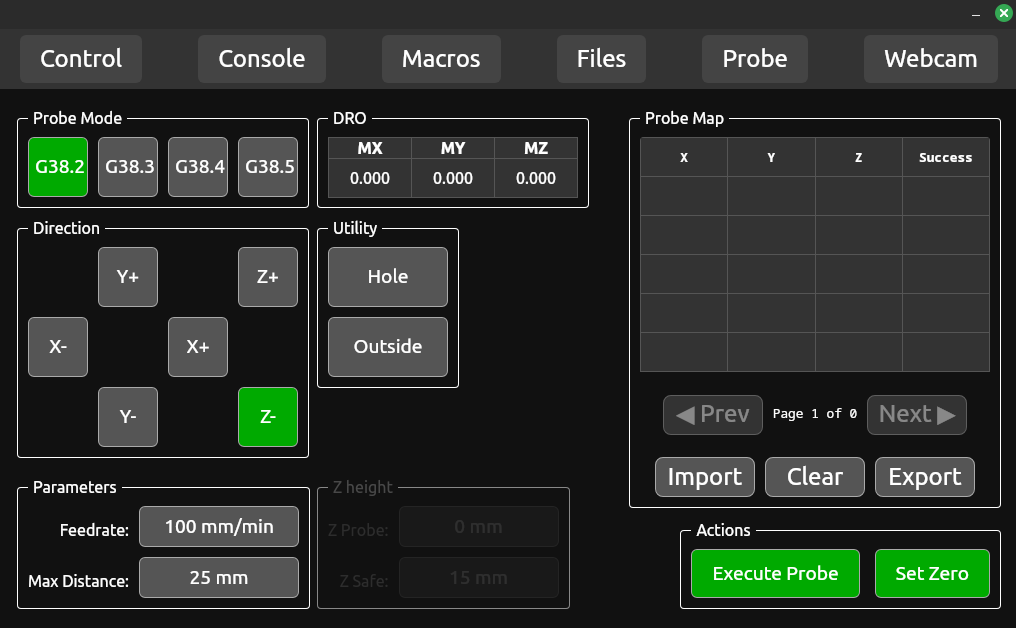 Control Console Macros Files Probe Webcam
Probe Mode
G38.2 G38.3 G38.4 G38.5
DRO
MX MY MZ
0.000 0.000 0.000
Direction
Y+ Z+
X- X+
Y- Z-
Utility
Hole
Outside
Parameters
Feedrate: 100 mm/min
Max Distance: 25 mm
Z height
Z Probe: 0 mm
Z Safe: 15 mm
Probe Map
X Y Z Success
◀ Prev Page 1 of 0 Next ▶
Import Clear Export
Actions
Execute Probe Set Zero